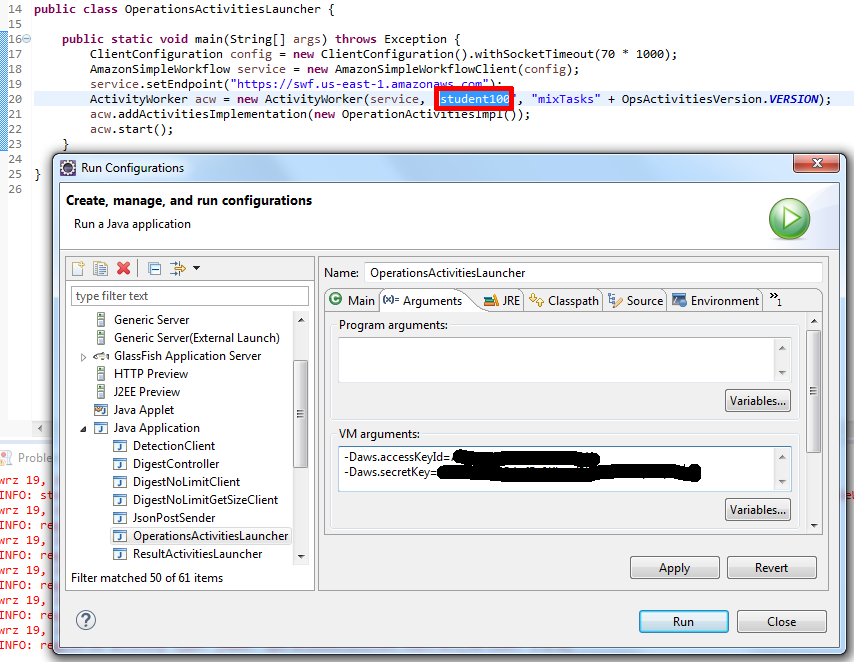 14 public class OperationsActivitiesLauncher {
15
16 public static void main(String[] args) throws Exception {
17 ClientConfiguration config = new ClientConfiguration().withSocketTimeout(70 * 1000);
18 AmazonSimpleWorkflow service = new AmazonSimpleWorkflowClient(config);
19 service.setEndpoint("https://swf.us-east-1.amazonaws.com");
20 ActivityWorker acw = new ActivityWorker(service, "student100", "mixTasks" + OpsActivitiesVersion.VERSION);
21 acw.addActivitiesImplementation(new OperationActivitiesImpl());
22 acw.start();
23 }
24
25 }
26
Run Configurations
Create, manage, and run configurations
Run a Java application
type filter text
Generic Server
Generic Server(External Launch)
GlassFish Application Server
HTTP Preview
J2EE Preview
Java Applet
Java Application
DetectionClient
DigestController
DigestNoLimitClient
DigestNoLimitGetSizeClient
JsonPostSender
OperationsActivitiesLauncher
ResultActivitiesLauncher
Filter matched 50 of 61 items
Name: OperationsActivitiesLauncher
Main (x)= Arguments JRE Classpath Source Environment »1
Program arguments:
Variables...
VM arguments:
-Daws.accessKeyId=
-Daws.secretKey=
Variables...
Apply Revert
Run Close
Proble
wrz 19,
INFO: st
wrz 19,
INFO: re
wrz 19,
INFO: re
wrz 19,
INFO: re
wrz 19,
INFO: re
wrz 19,
INFO: re